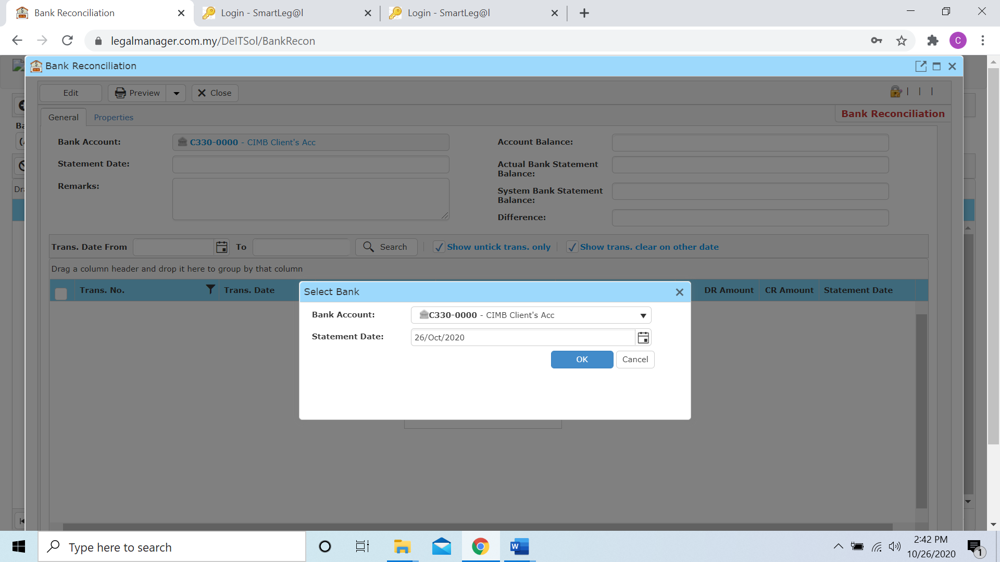 Bank Reconciliation
Login - SmartLeg@l
Login - SmartLeg@l
legalmanager.com.my/DeITSol/BankRecon
C
Bank Reconciliation
Edit
Preview
Close
General
Properties
Bank Reconciliation
Bank Account:
C330-0000 - CIMB Client's Acc
Account Balance:
Statement Date:
Actual Bank Statement
Balance:
Remarks:
System Bank Statement
Balance:
Difference:
Trans. Date From
To
Search
Show untick trans. only
Show trans. clear on other date
Drag a column header and drop it here to group by that column
Trans. No.
Trans. Date
DR Amount
CR Amount
Statement Date
Select Bank
Bank Account:
C330-0000 - CIMB Client's Acc
Statement Date:
26/Oct/2020
OK
Cancel
Type here to search
2:42 PM
10/26/2020
1